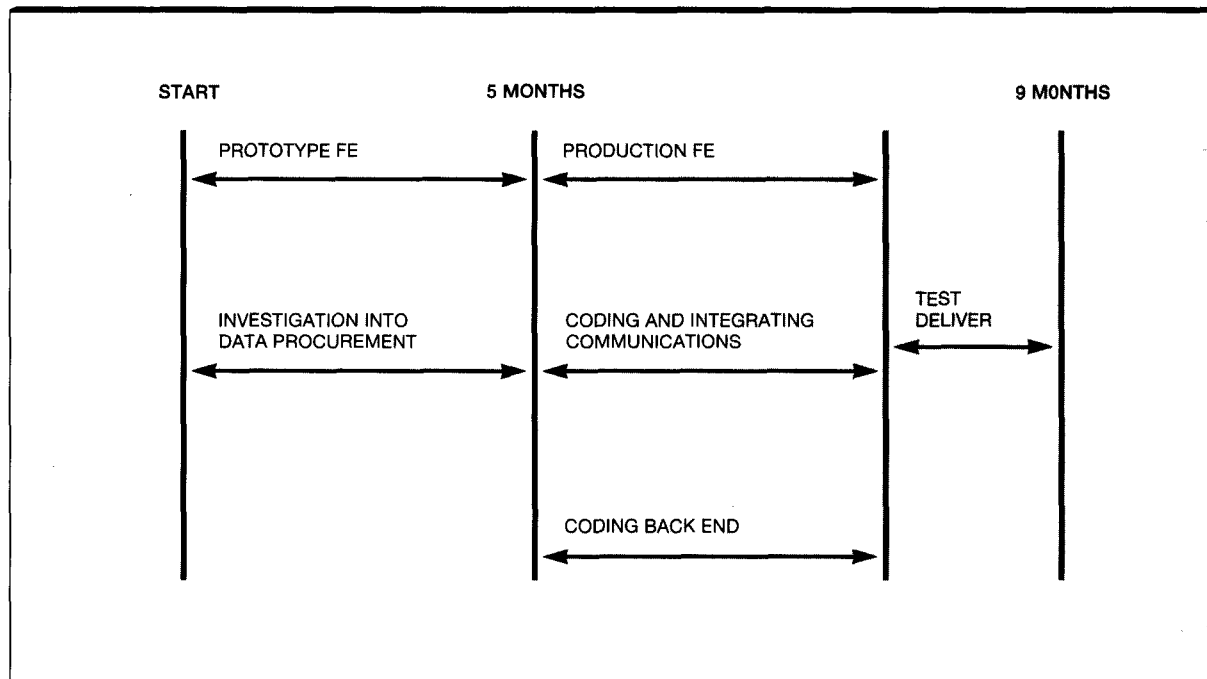 START
5 MONTHS
9 MONTHS
PROTOTYPE FE
PRODUCTION FE
INVESTIGATION INTO
DATA PROCUREMENT
CODING AND INTEGRATING
COMMUNICATIONS
TEST
DELIVER
CODING BACK END